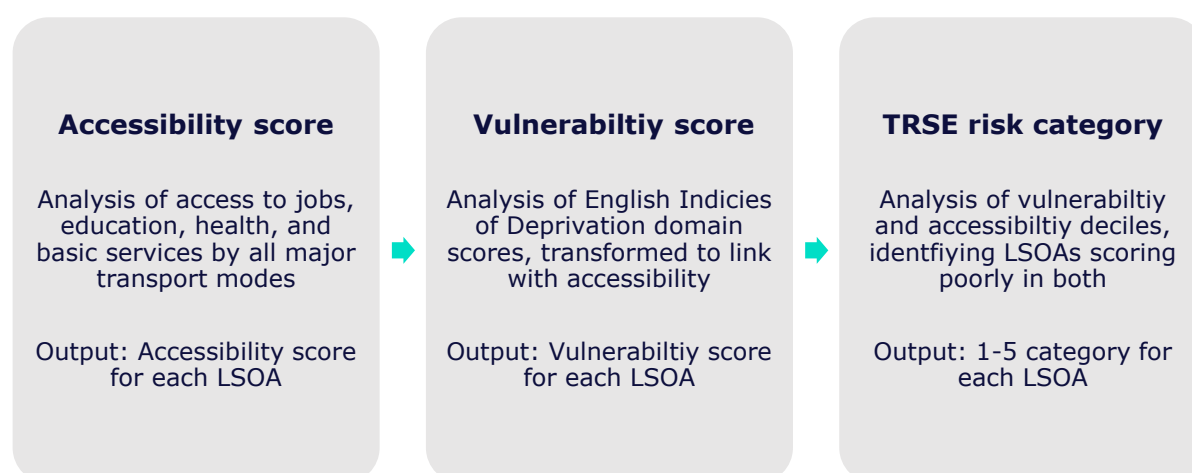 Accessibility score
Analysis of access to jobs,
education, health, and
basic services by all major
transport modes
Output: Accessibility score
for each LSOA
Vulnerabiltiy score
Analysis of English Indicies
of Deprivation domain
scores, transformed to link
with accessibility
Output: Vulnerabiltiy score
for each LSOA
TRSE risk category
Analysis of vulnerabiltiy
and accessibiltiy deciles,
identfiying LSOAs scoring
poorly in both
Output: 1-5 category for
each LSOA